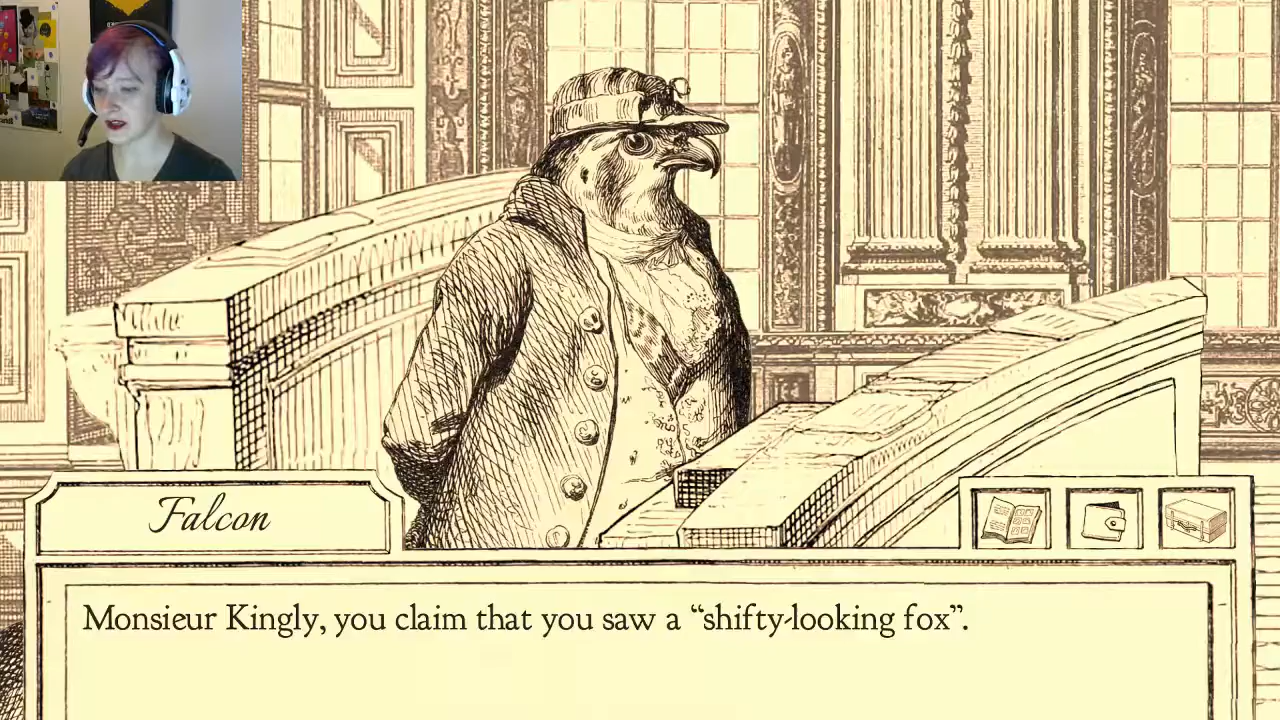 Falcon
Monsieur Kingly, you claim that you saw a “shifty-looking fox”.